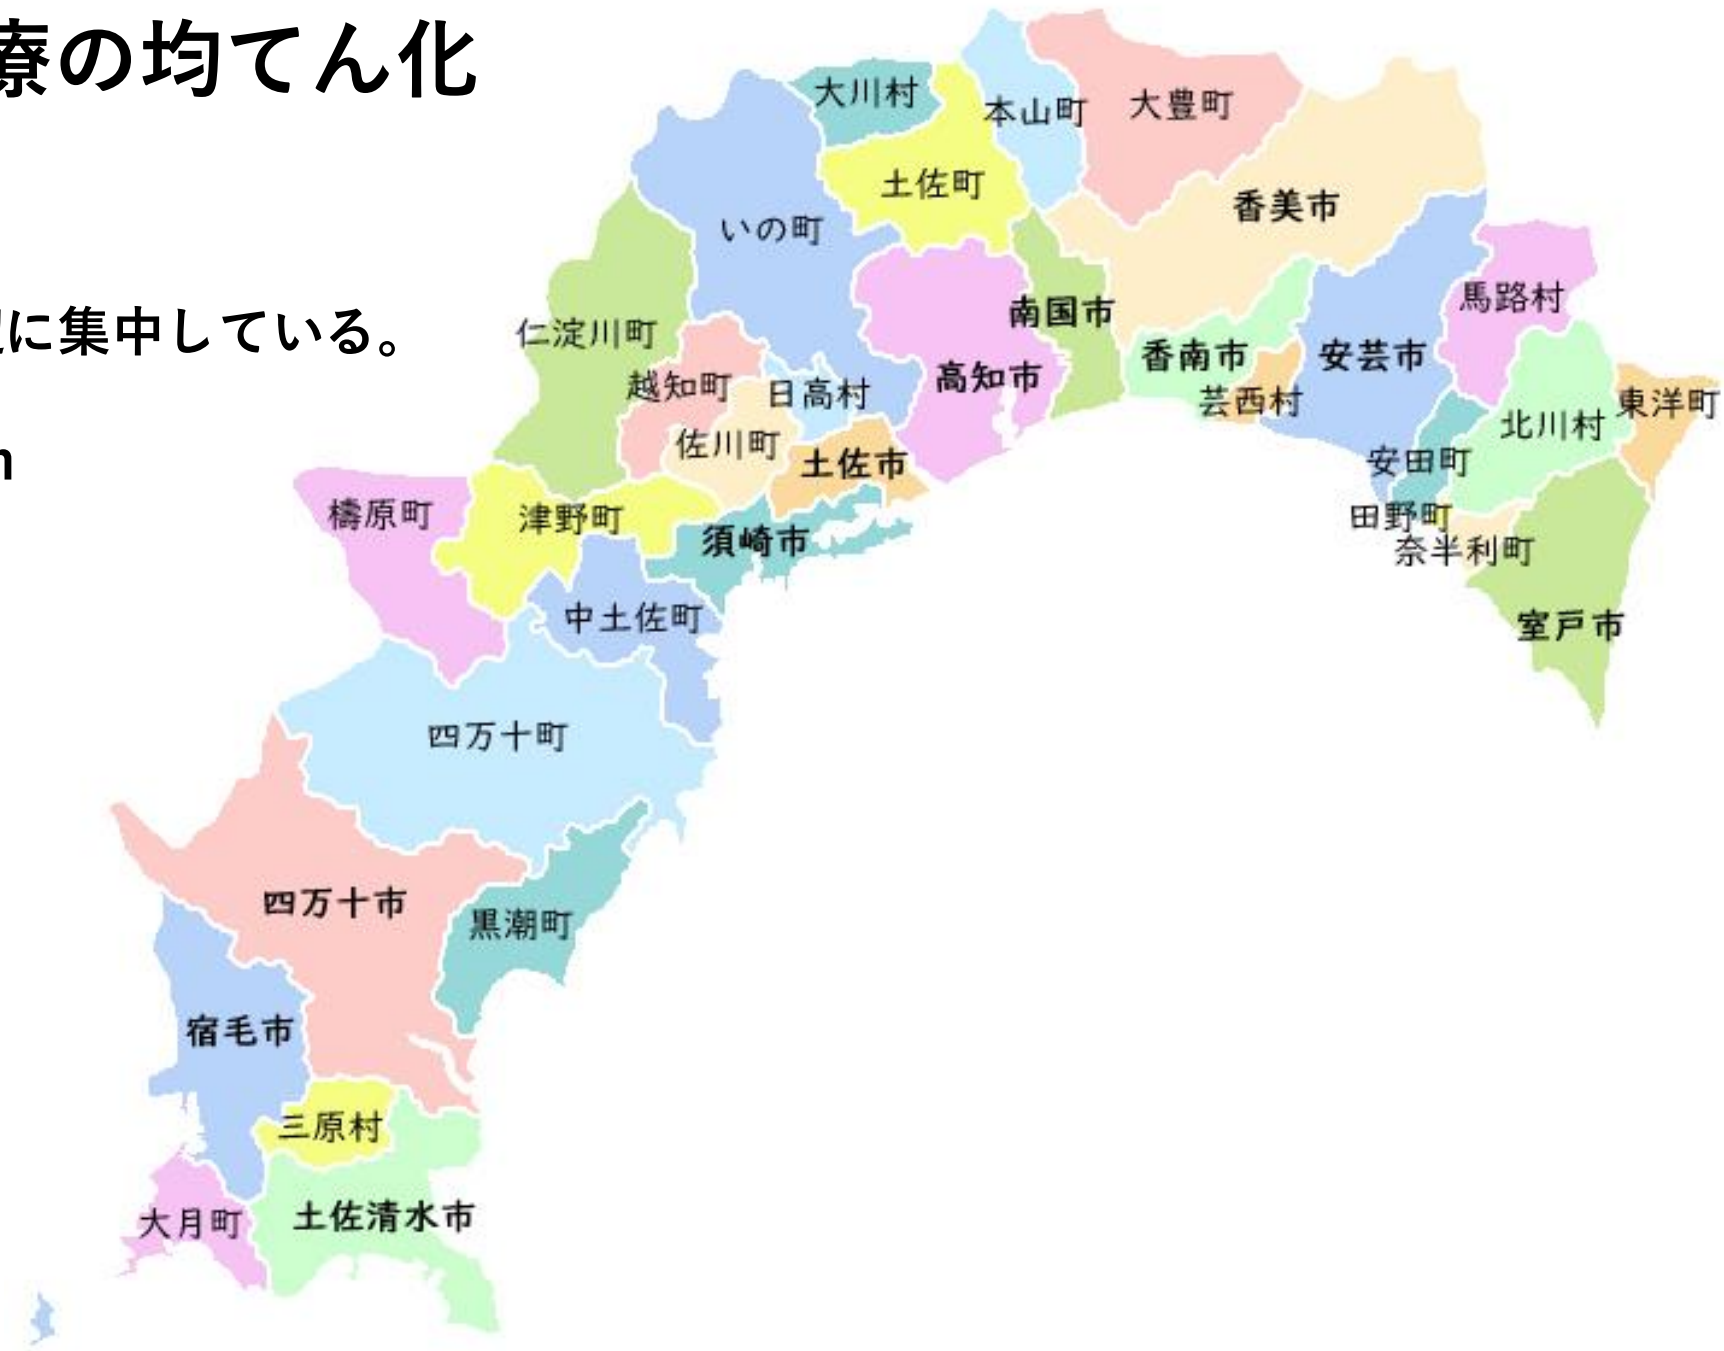 療の均てん化
に集中している。
大川村
本山町
大豊町
土佐町
香美市
いの町
馬路村
南国市
仁淀川町
香南市
安芸市
高知市
越知町
日高村
芸西村
東洋町
北川村
佐川町
土佐市
安田町
檮原町
津野町
田野町
須崎市
奈半利町
中土佐町
室戸市
四万十町
四万十市
黒潮町
宿毛市
三原村
大月町
土佐清水市